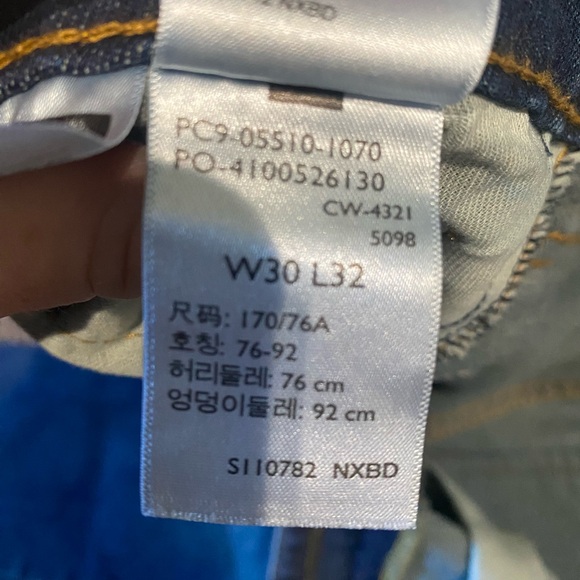 NXBD
PC9-05510-1070
PO-4100526130
CW-4321
5098
W30 L32
尺码: 170/76A
호칭: 76-92
허리둘레: 76 cm
엉덩이둘레: 92 cm
S110782 NXBD